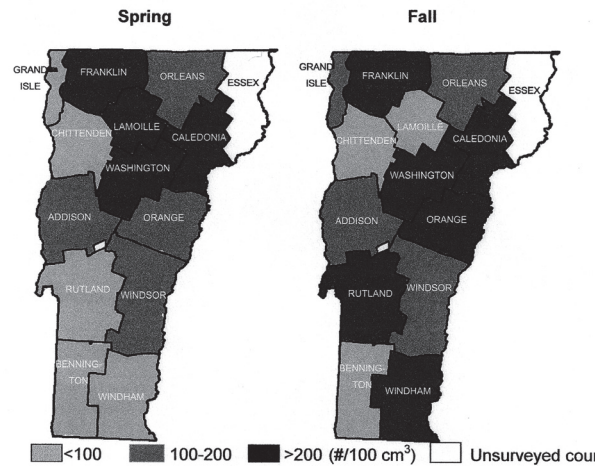 Spring
GRAND
ISLE
FRANKLIN
ORLEANS
ESSEX
CHITTENDEN
LAMOILLE
CALEDONIA
WASHINGTON
ADDISON
ORANGE
RUTLAND
WINDSOR
BENNING-
TON
WINDHAM
Fall
GRAND
ISLE
FRANKLIN
ORLEANS
ESSEX
CHITTENDEN
LAMOILLE
CALEDONIA
WASHINGTON
ADDISON
ORANGE
RUTLAND
WINDSOR
BENNING-
TON
WINDHAM
<100 100-200 >200 (#/100 cm³) Unsurveyed cour